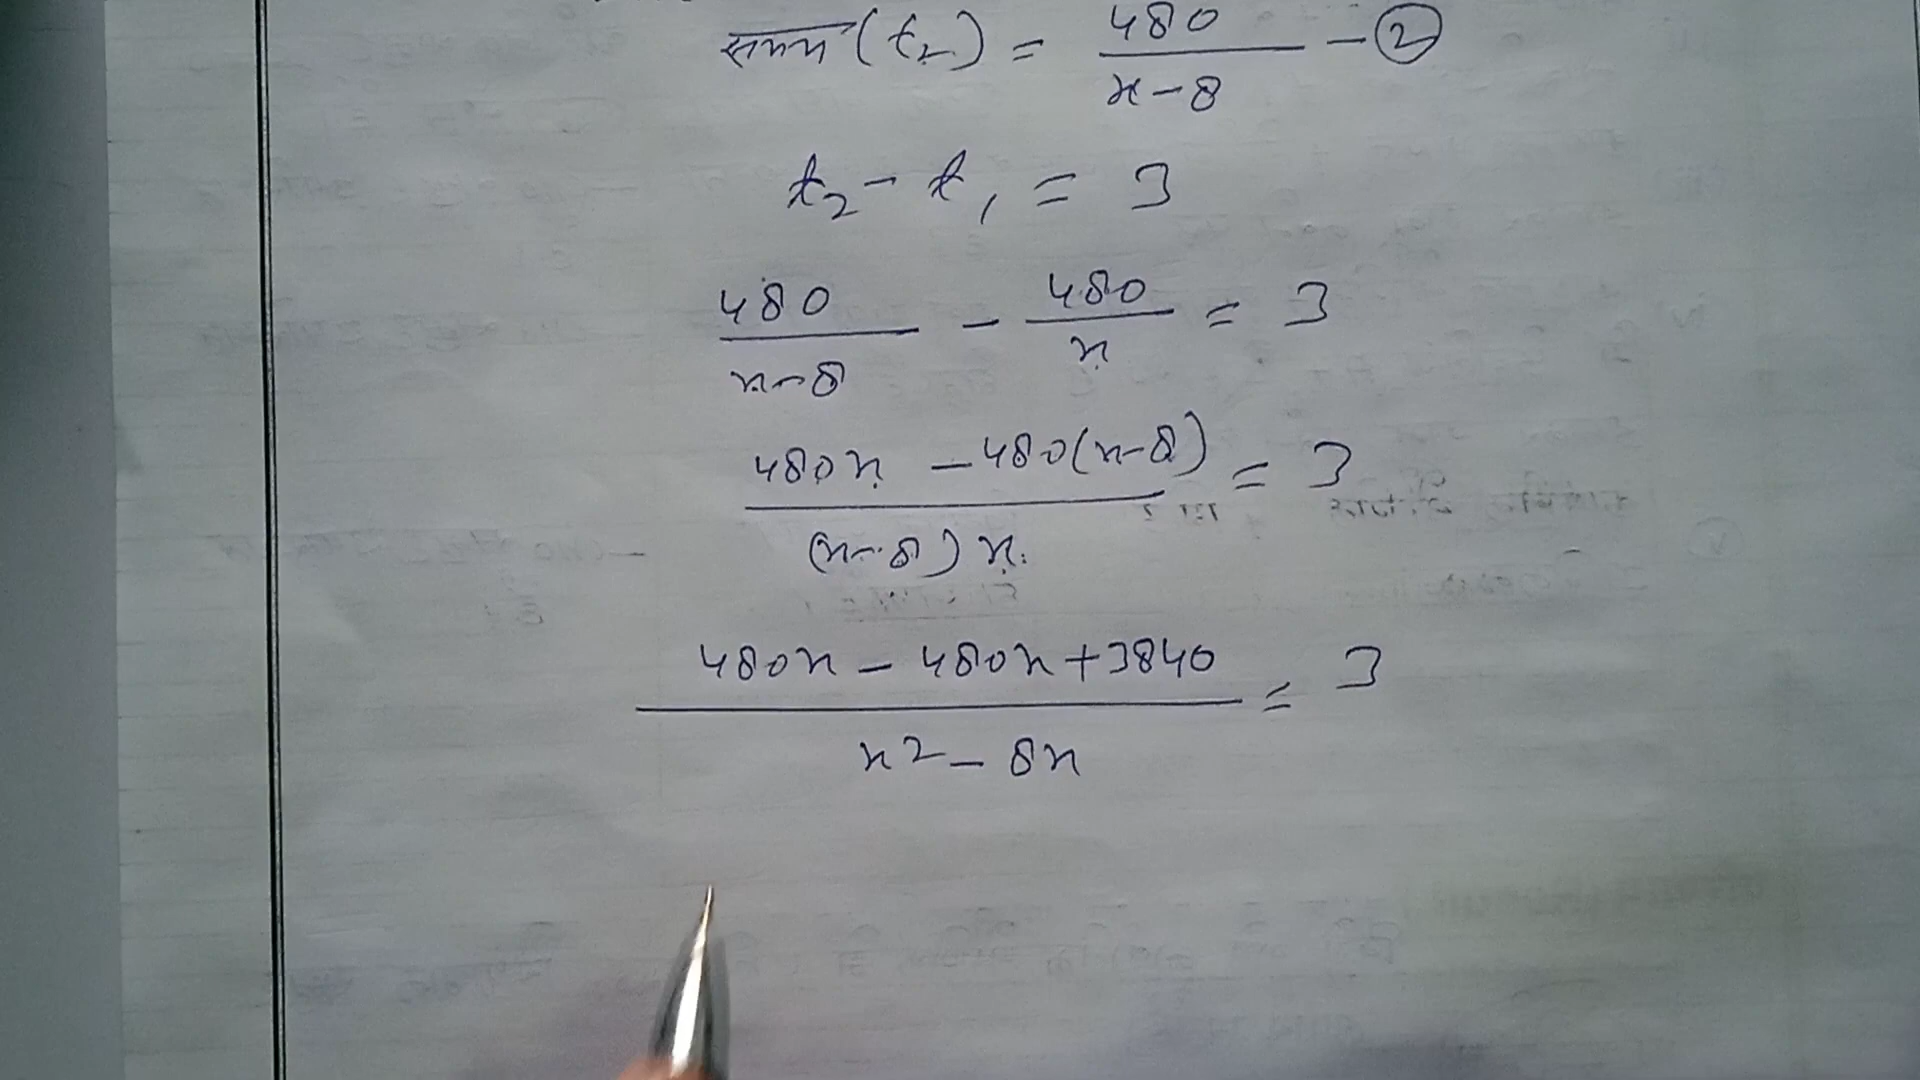 समय (t₂) = 480/x-8 - ②
t₂ - t₁ = 3
480/x-8 - 480/x = 3
480x - 480(x-8)/(x-8)x = 3
480x - 480x + 3840/x² - 8x = 3